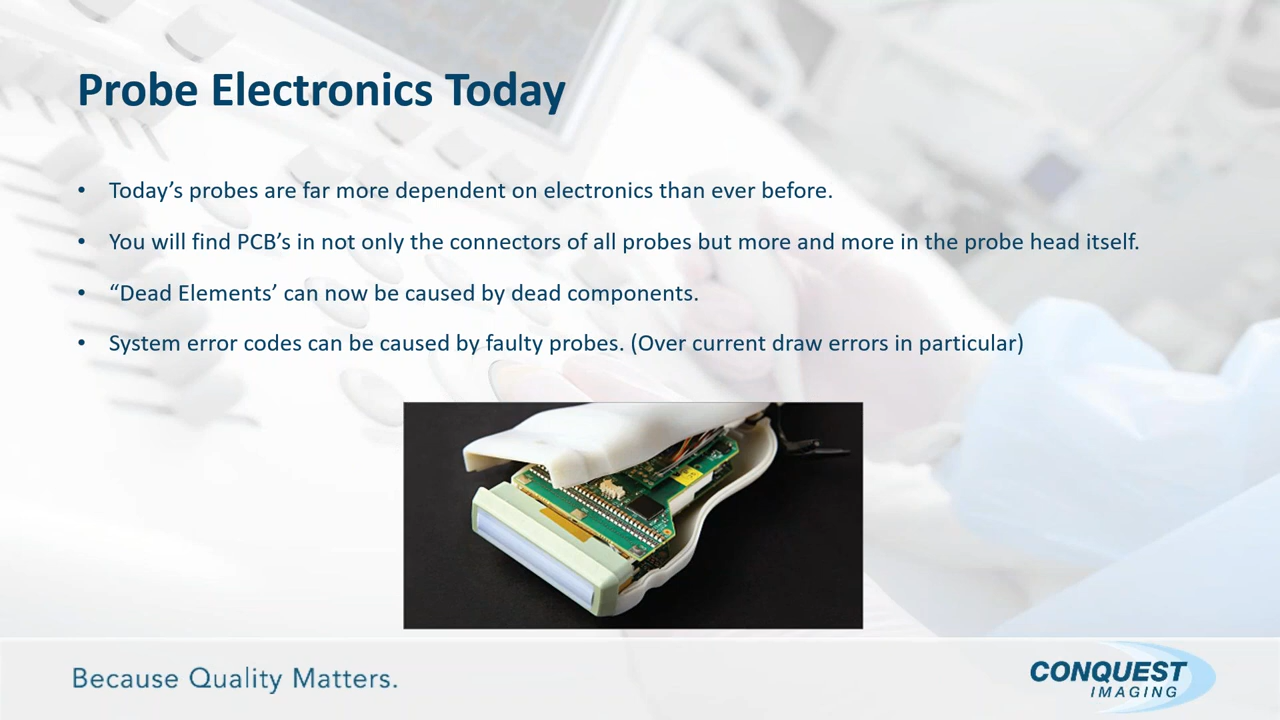 Probe Electronics Today
• Today’s probes are far more dependent on electronics than ever before.
• You will find PCB’s in not only the connectors of all probes but more and more in the probe head itself.
• “Dead Elements’ can now be caused by dead components.
• System error codes can be caused by faulty probes. (Over current draw errors in particular)
Because Quality Matters.
CONQUEST
IMAGING